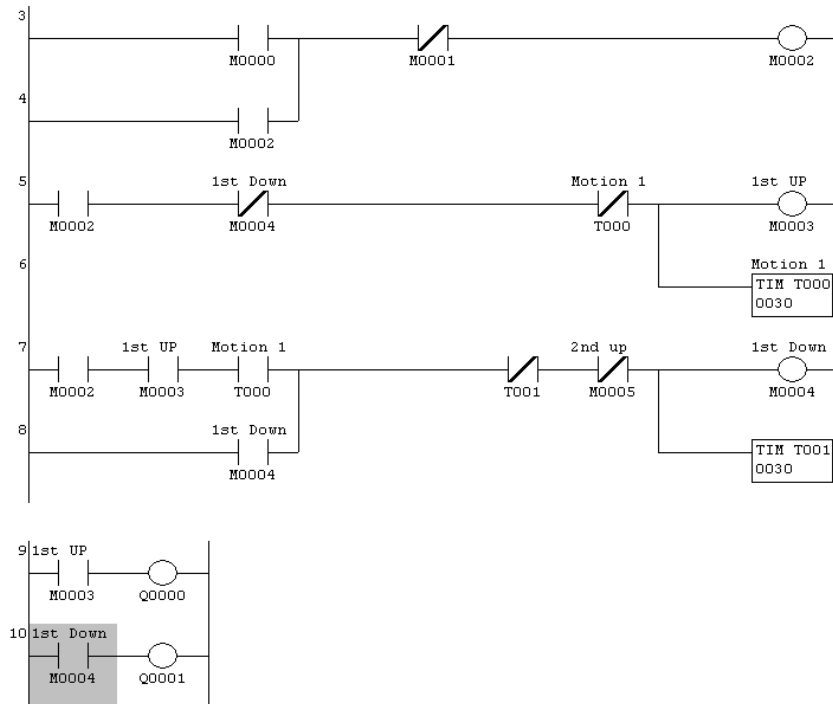 3
M0000 M0001 M0002
4
M0002
5 1st Down Motion 1 1st UP
M0002 M0004 T000 M0003
6 Motion 1
TIM T000
0030
7 1st UP Motion 1 2nd up 1st Down
M0002 M0003 T000 T001 M0005 M0004
8 1st Down
TIM T001
M0004 0030
9 1st UP
M0003 Q0000
10 1st Down
M0004 Q0001